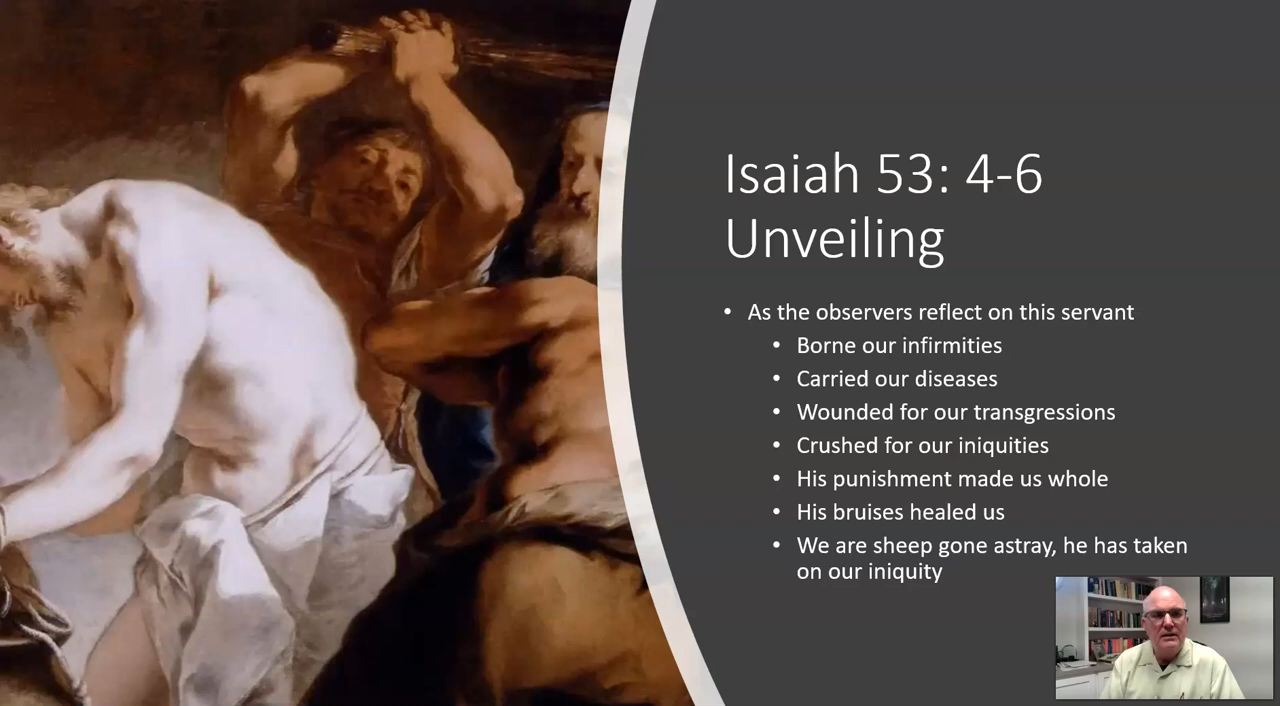 Isaiah 53: 4-6
Unveiling
• As the observers reflect on this servant
• Borne our infirmities
• Carried our diseases
• Wounded for our transgressions
• Crushed for our iniquities
• His punishment made us whole
• His bruises healed us
• We are sheep gone astray, he has taken
on our iniquity